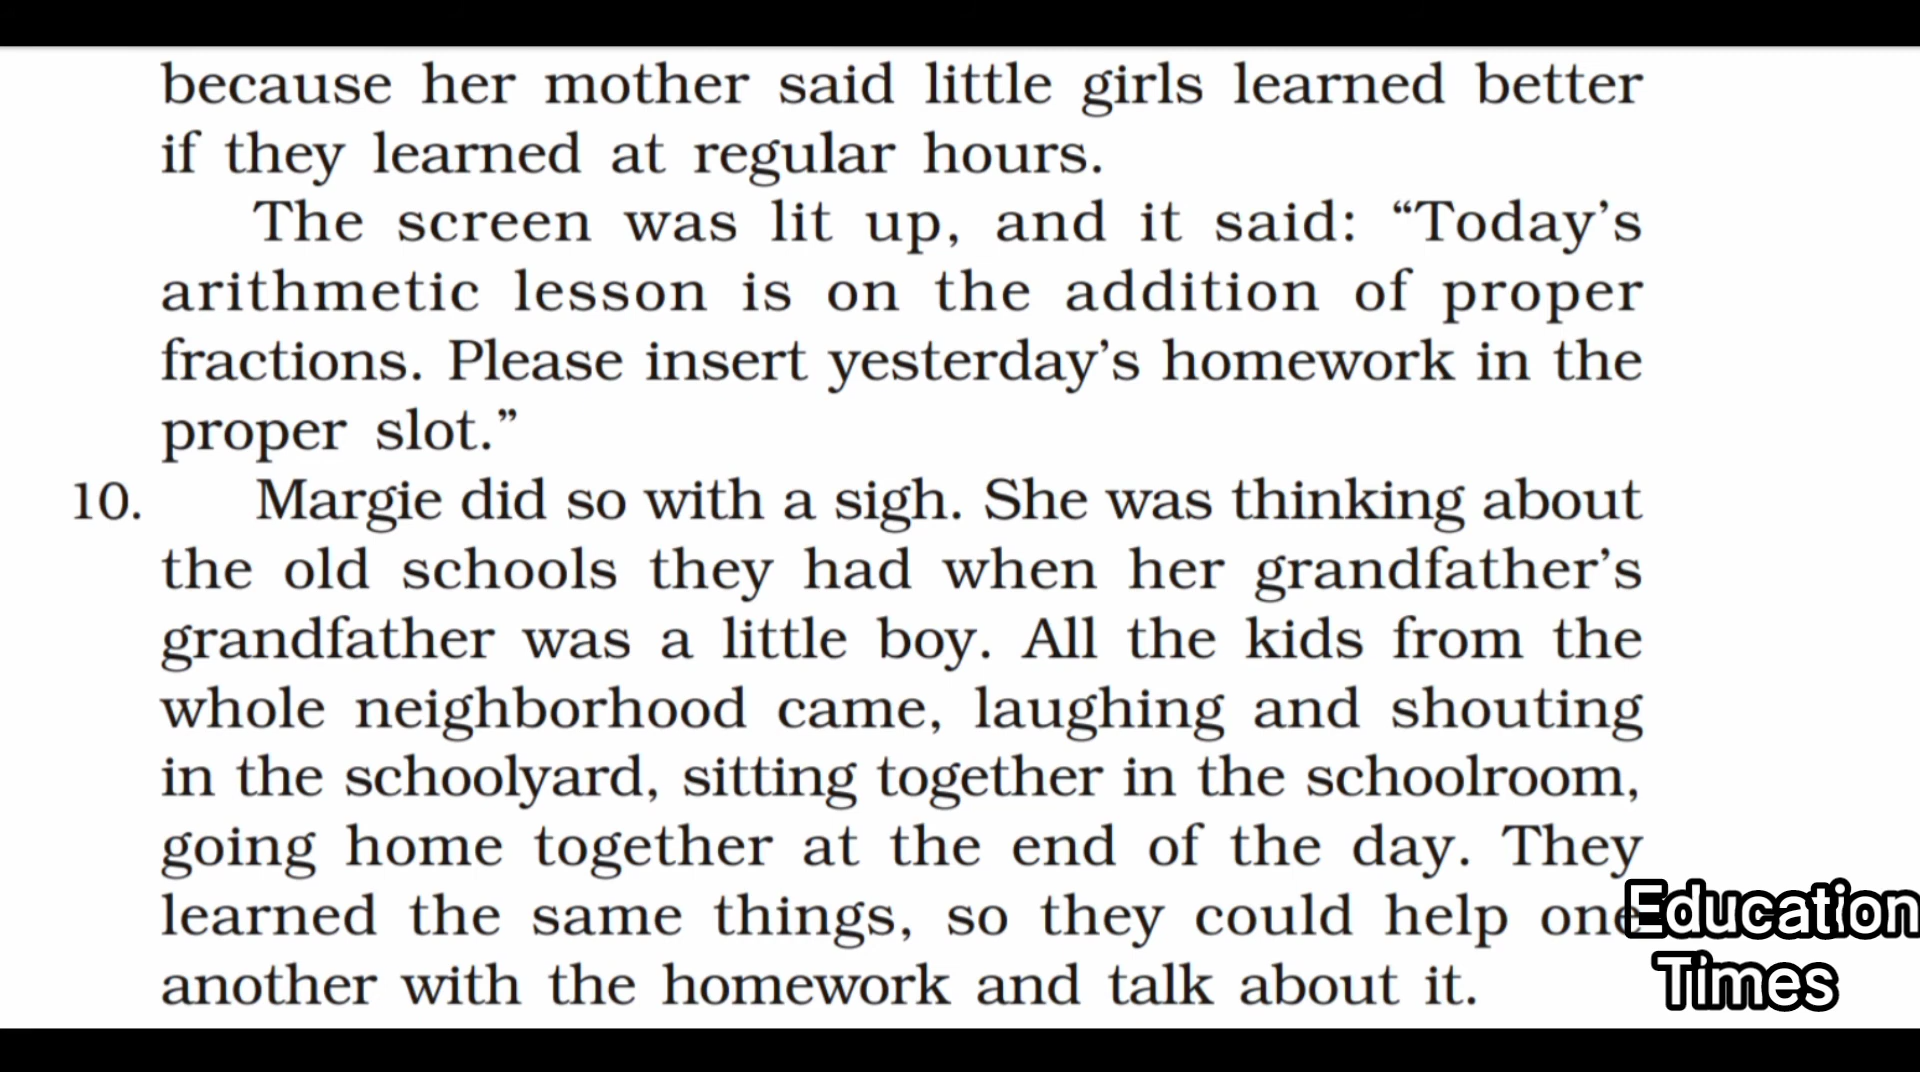 because her mother said little girls learned better
if they learned at regular hours.
The screen was lit up, and it said: “Today’s
arithmetic lesson is on the addition of proper
fractions. Please insert yesterday’s homework in the
proper slot.”
10. Margie did so with a sigh. She was thinking about
the old schools they had when her grandfather’s
grandfather was a little boy. All the kids from the
whole neighborhood came, laughing and shouting
in the schoolyard, sitting together in the schoolroom,
going home together at the end of the day. They
learned the same things, so they could help one
another with the homework and talk about it.
Education
Times